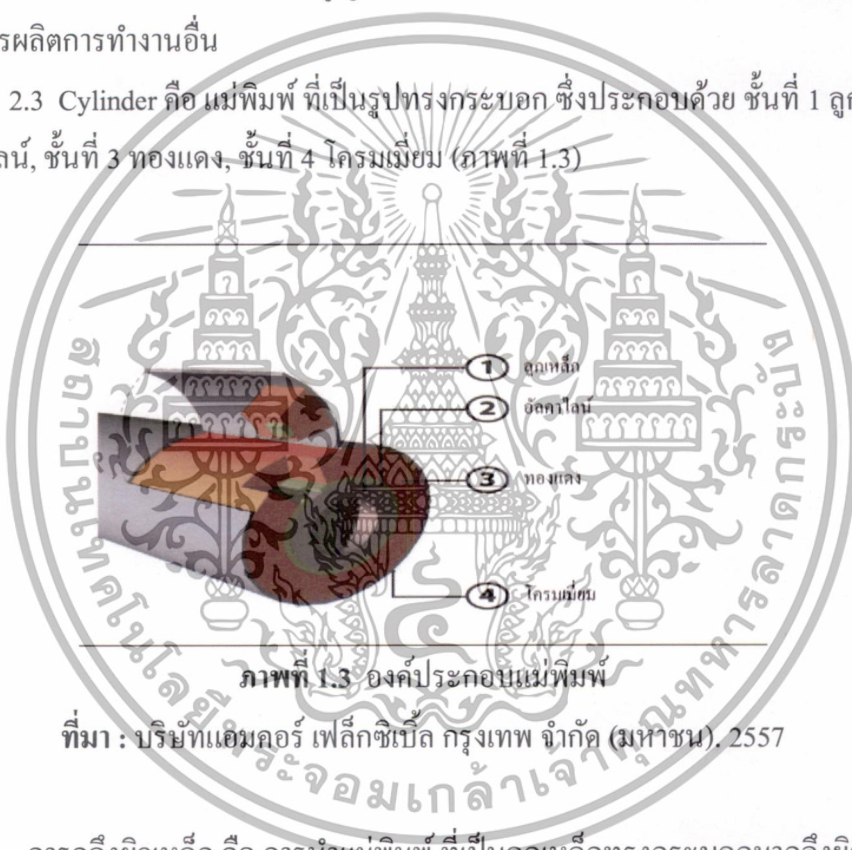 รผลิตการทำงานอื่น
2.3 Cylinder คือ แม่พิมพ์ ที่เป็นรูปทรงกระบอก ซึ่งประกอบด้วย ชั้นที่ 1 ลูก
ลน์, ชั้นที่ 3 ทองแดง, ชั้นที่ 4 โครมเมี่ยม (ภาพที่ 1.3)
1 ลูกเหล็ก
2 อัลคาไลน์
3 ทองแดง
4 โครมเมี่ยม
ภาพที่ 1.3 องค์ประกอบแม่พิมพ์
ที่มา : บริษัทแอมคอร์ เฟล็กซิเบิ้ล กรุงเทพ จำกัด (มหาชน). 2557
สถาบันเทคโนโลยีพระจอมเกล้าเจ้าคุณทหารลาดกระบัง